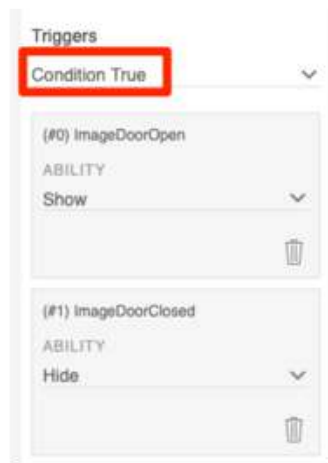 Triggers
Condition True
(#0) ImageDoorOpen
ABILITY
Show
(#1) ImageDoorClosed
ABILITY
Hide